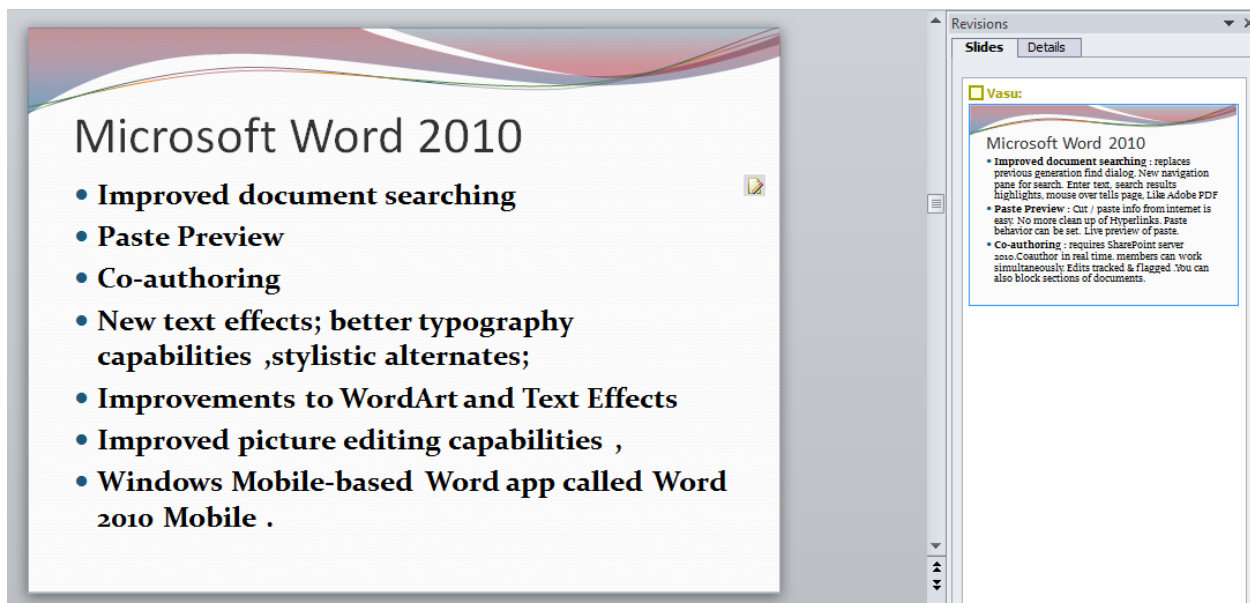 Microsoft Word 2010
• Improved document searching
• Paste Preview
• Co-authoring
• New text effects; better typography
capabilities ,stylistic alternates;
• Improvements to WordArt and Text Effects
• Improved picture editing capabilities ,
• Windows Mobile-based Word app called Word
2010 Mobile .
Revisions
Slides Details
Vasu:
Microsoft Word 2010
• Improved document searching : replaces
previous generation find dialog. New navigation
pane for search. Enter text, search results
highlights, mouse over tells page, Like Adobe PDF
• Paste Preview : Cut / paste info from internet is
easy. No more clean up of Hyperlinks. Paste
behavior can be set. Live preview of paste.
• Co-authoring : requires SharePoint server
2010.Coauthor in real time. members can work
simultaneously. Edits tracked & flagged .You can
also block sections of documents.